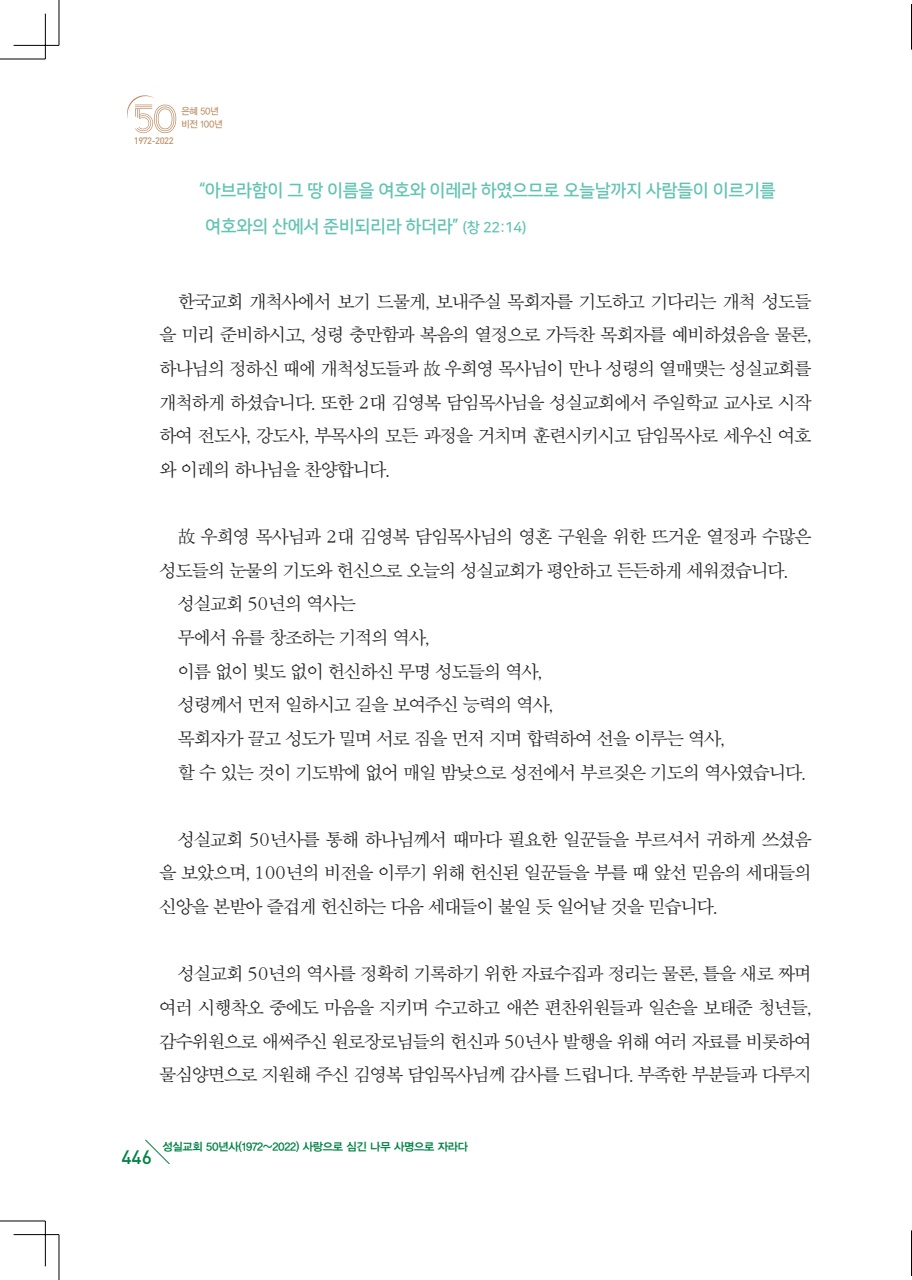 50
은혜 50년
비전 100년
1972-2022
“아브라함이 그 땅 이름을 여호와 이레라 하였으므로 오늘날까지 사람들이 이르기를
여호와의 산에서 준비되리라 하더라” (창 22:14)
한국교회 개척사에서 보기 드물게, 보내주실 목회자를 기도하고 기다리는 개척 성도들
을 미리 준비하시고, 성령 충만함과 복음의 열정으로 가득찬 목회자를 예비하셨음을 물론,
하나님의 정하신 때에 개척성도들과 故 우희영 목사님이 만나 성령의 열매맺는 성실교회를
개척하게 하셨습니다. 또한 2대 김영복 담임목사님을 성실교회에서 주일학교 교사로 시작
하여 전도사, 강도사, 부목사의 모든 과정을 거치며 훈련시키시고 담임목사로 세우신 여호
와 이레의 하나님을 찬양합니다.
故 우희영 목사님과 2대 김영복 담임목사님의 영혼 구원을 위한 뜨거운 열정과 수많은
성도들의 눈물의 기도와 헌신으로 오늘의 성실교회가 평안하고 든든하게 세워졌습니다.
성실교회 50년의 역사는
무에서 유를 창조하는 기적의 역사,
이름 없이 빛도 없이 헌신하신 무명 성도들의 역사,
성령께서 먼저 일하시고 길을 보여주신 능력의 역사,
목회자가 끌고 성도가 밀며 서로 짐을 먼저 지며 합력하여 선을 이루는 역사,
할 수 있는 것이 기도밖에 없어 매일 밤낮으로 성전에서 부르짖은 기도의 역사였습니다.
성실교회 50년사를 통해 하나님께서 때마다 필요한 일꾼들을 부르셔서 귀하게 쓰셨음
을 보았으며, 100년의 비전을 이루기 위해 헌신된 일꾼들을 부를 때 앞선 믿음의 세대들의
신앙을 본받아 즐겁게 헌신하는 다음 세대들이 불일 듯 일어날 것을 믿습니다.
성실교회 50년의 역사를 정확히 기록하기 위한 자료수집과 정리는 물론, 틀을 새로 짜며
여러 시행착오 중에도 마음을 지키며 수고하고 애쓴 편찬위원들과 일손을 보태준 청년들,
감수위원으로 애써주신 원로장로님들의 헌신과 50년사 발행을 위해 여러 자료를 비롯하여
물심양면으로 지원해 주신 김영복 담임목사님께 감사를 드립니다. 부족한 부분들과 다루지
446 성실교회 50년사(1972~2022) 사랑으로 심긴 나무 사명으로 자라다